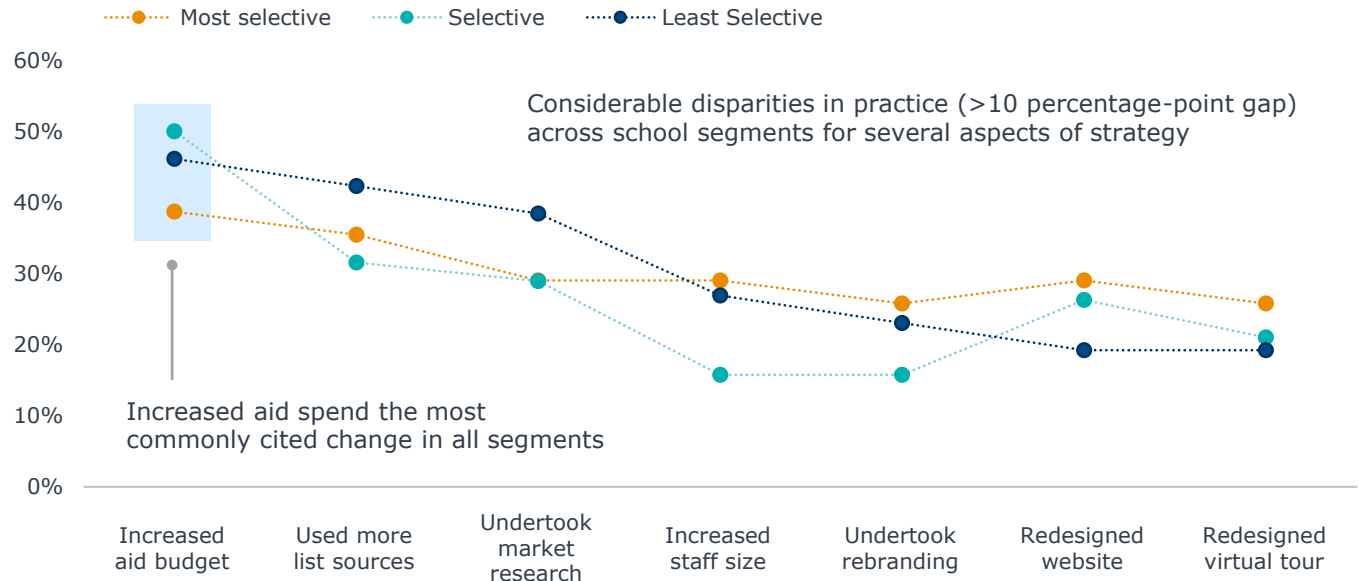 Most selective
Selective
Least Selective
60%
50%
40%
30%
20%
10%
0%
Considerable disparities in practice (>10 percentage-point gap)
across school segments for several aspects of strategy
Increased aid spend the most
commonly cited change in all segments
Increased
aid budget
Used more
list sources
Undertook
market
research
Increased
staff size
Undertook
rebranding
Redesigned
website
Redesigned
virtual tour